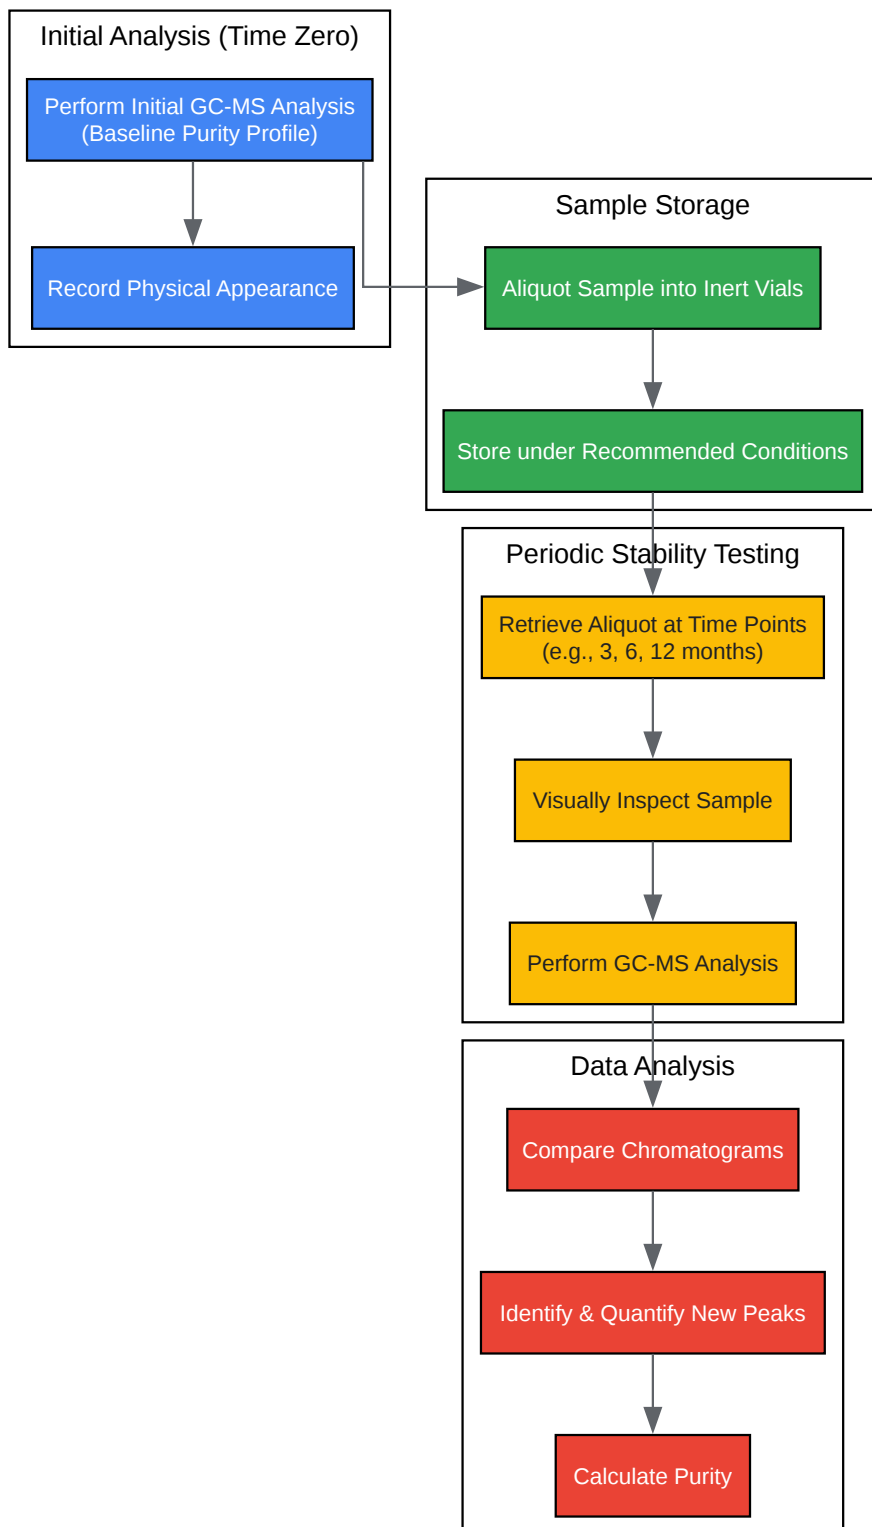 Initial Analysis (Time Zero)
Perform Initial GC-MS Analysis
(Baseline Purity Profile)
Record Physical Appearance
Sample Storage
Aliquot Sample into Inert Vials
Store under Recommended Conditions
Periodic Stability Testing
Retrieve Aliquot at Time Points
(e.g., 3, 6, 12 months)
Visually Inspect Sample
Perform GC-MS Analysis
Data Analysis
Compare Chromatograms
Identify & Quantify New Peaks
Calculate Purity